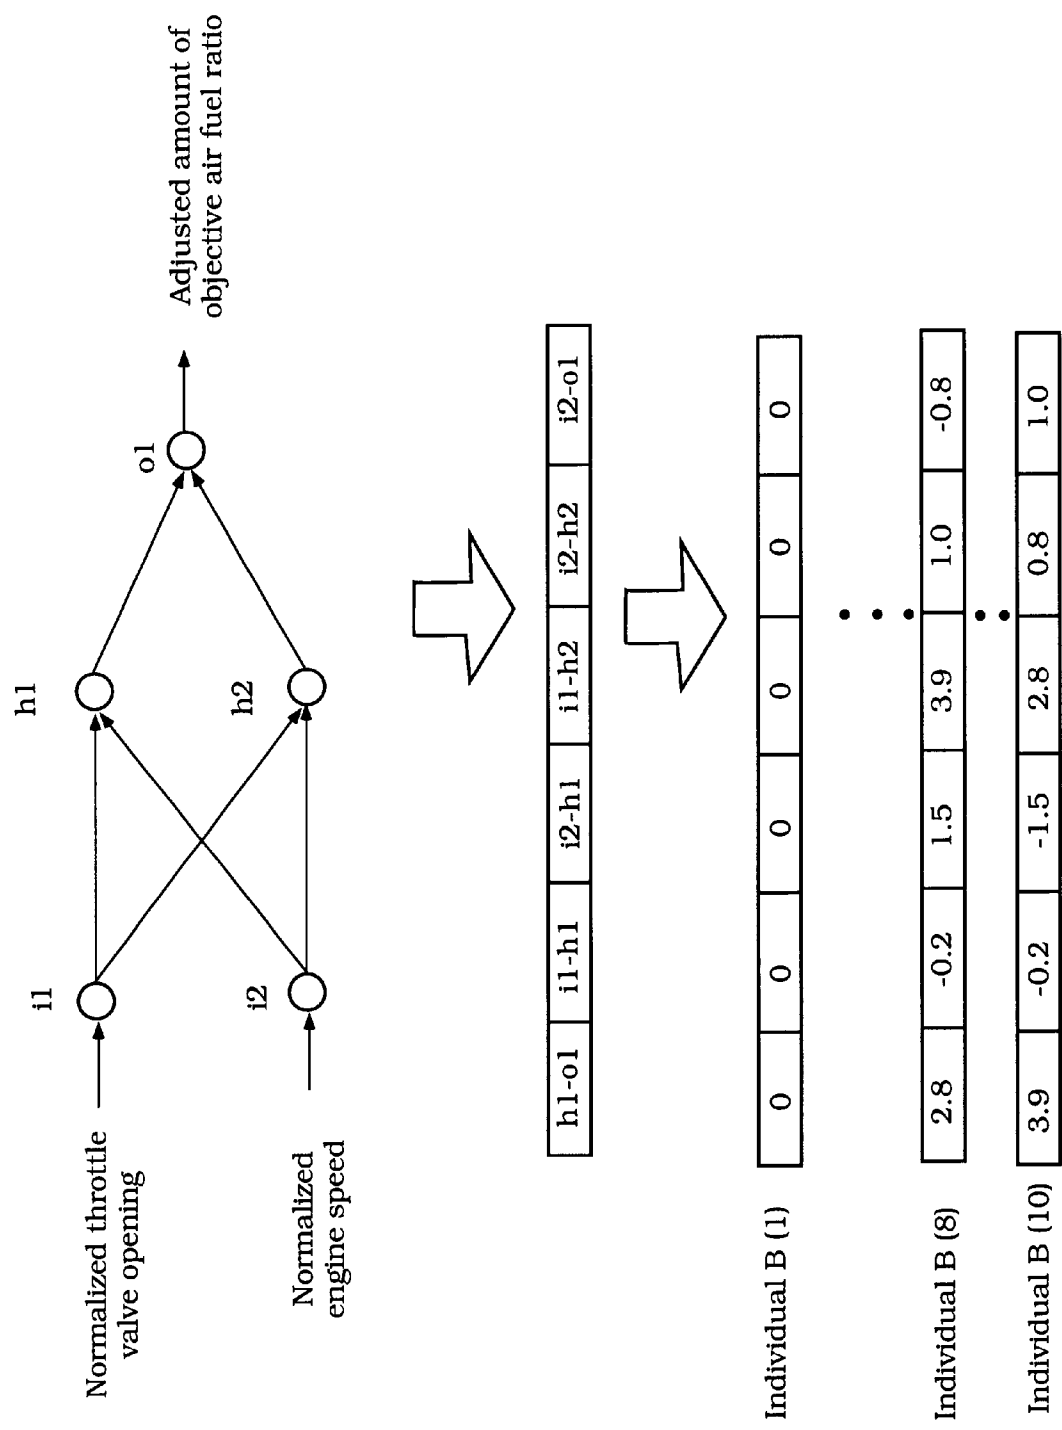 h1
i1
o1
Normalized throttle
valve opening
Adjusted amount of
objective air fuel ratio
h2
i2
Normalized
engine speed
h1-o1 i1-h1 i2-h1 i1-h2 i2-h2 i2-o1
Individual B (1) 0 0 0 0 0 0
Individual B (8) 2.8 -0.2 1.5 3.9 1.0 -0.8
Individual B (10) 3.9 -0.2 -1.5 2.8 0.8 1.0